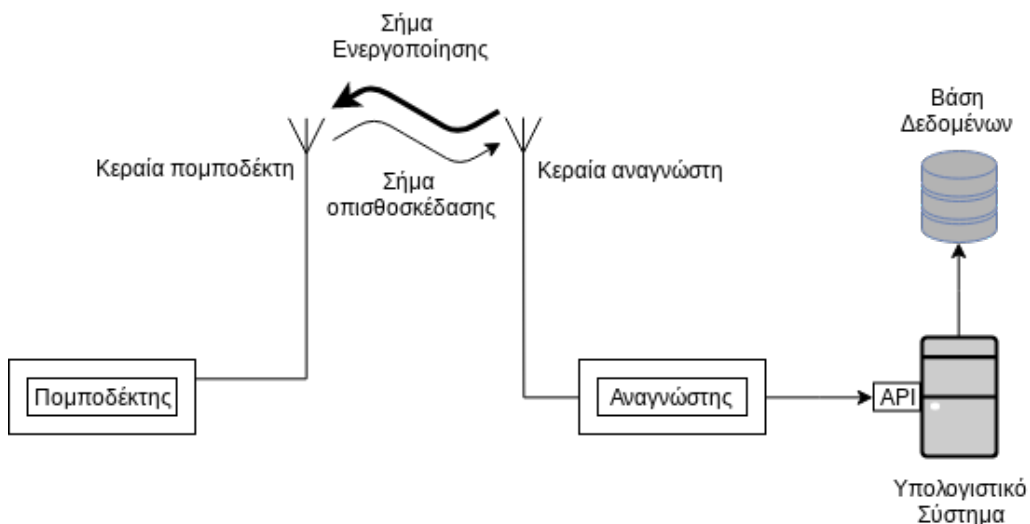 Σήμα
Ενεργοποίησης
Βάση
Δεδομένων
Κεραία πομποδέκτη
Κεραία αναγνώστη
Σήμα
οπισθοσκέδασης
Πομποδέκτης
Αναγνώστης
API
Υπολογιστικό
Σύστημα